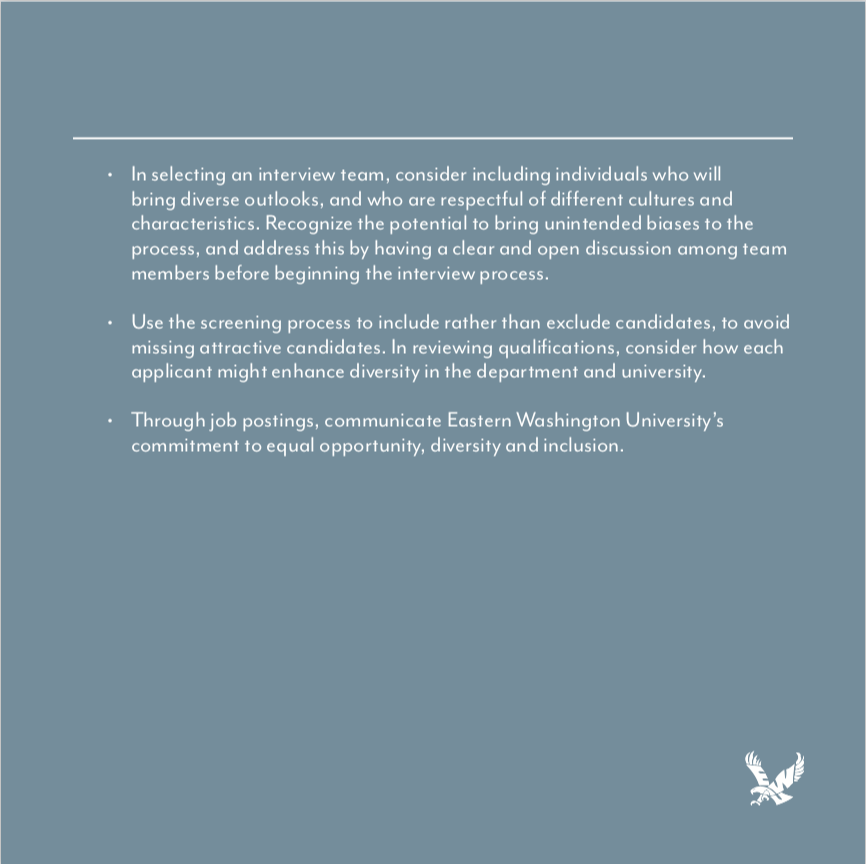 • In selecting an interview team, consider including individuals who will
bring diverse outlooks, and who are respectful of different cultures and
characteristics. Recognize the potential to bring unintended biases to the
process, and address this by having a clear and open discussion among team
members before beginning the interview process.
• Use the screening process to include rather than exclude candidates, to avoid
missing attractive candidates. In reviewing qualifications, consider how each
applicant might enhance diversity in the department and university.
• Through job postings, communicate Eastern Washington University’s
commitment to equal opportunity, diversity and inclusion.
EW